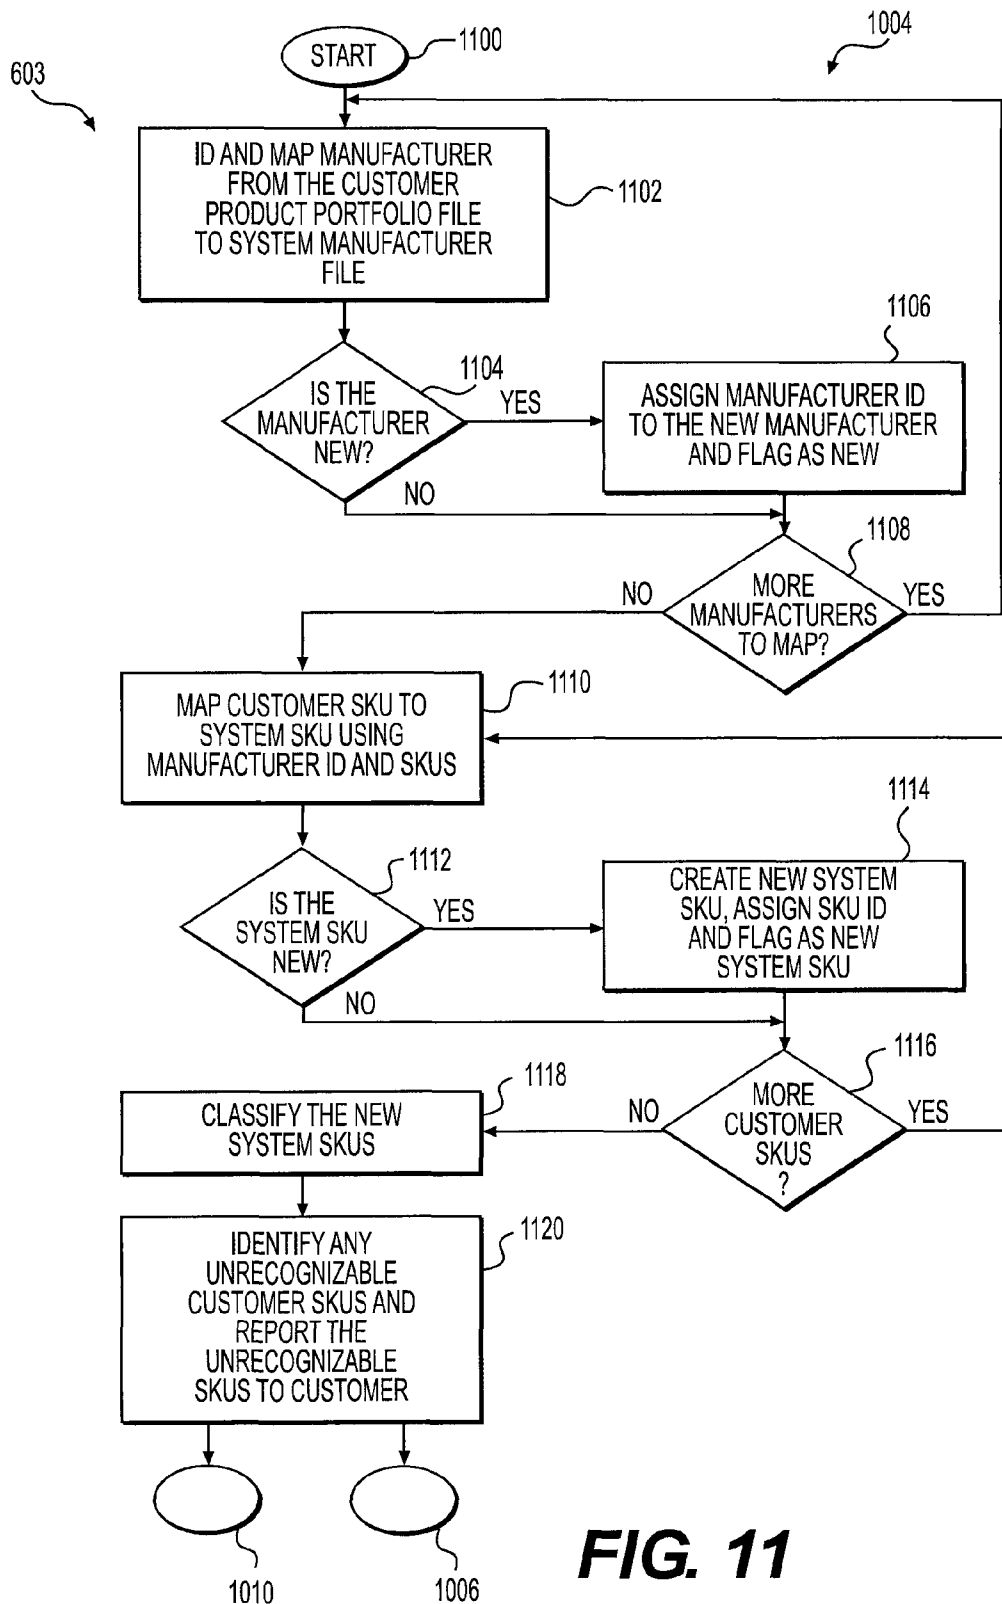 START
1100
1004
603
ID AND MAP MANUFACTURER
FROM THE CUSTOMER
PRODUCT PORTFOLIO FILE
TO SYSTEM MANUFACTURER
FILE
1102
IS THE
MANUFACTURER
NEW?
1104
YES
NO
1106
ASSIGN MANUFACTURER ID
TO THE NEW MANUFACTURER
AND FLAG AS NEW
1108
MORE
MANUFACTURERS
TO MAP?
NO
YES
1110
MAP CUSTOMER SKU TO
SYSTEM SKU USING
MANUFACTURER ID AND SKUS
1112
IS THE
SYSTEM SKU
NEW?
YES
NO
1114
CREATE NEW SYSTEM
SKU, ASSIGN SKU ID
AND FLAG AS NEW
SYSTEM SKU
1116
MORE
CUSTOMER
SKUS
?
NO
YES
1118
CLASSIFY THE NEW
SYSTEM SKUS
1120
IDENTIFY ANY
UNRECOGNIZABLE
CUSTOMER SKUS AND
REPORT THE
UNRECOGNIZABLE
SKUS TO CUSTOMER
1010
1006
FIG. 11